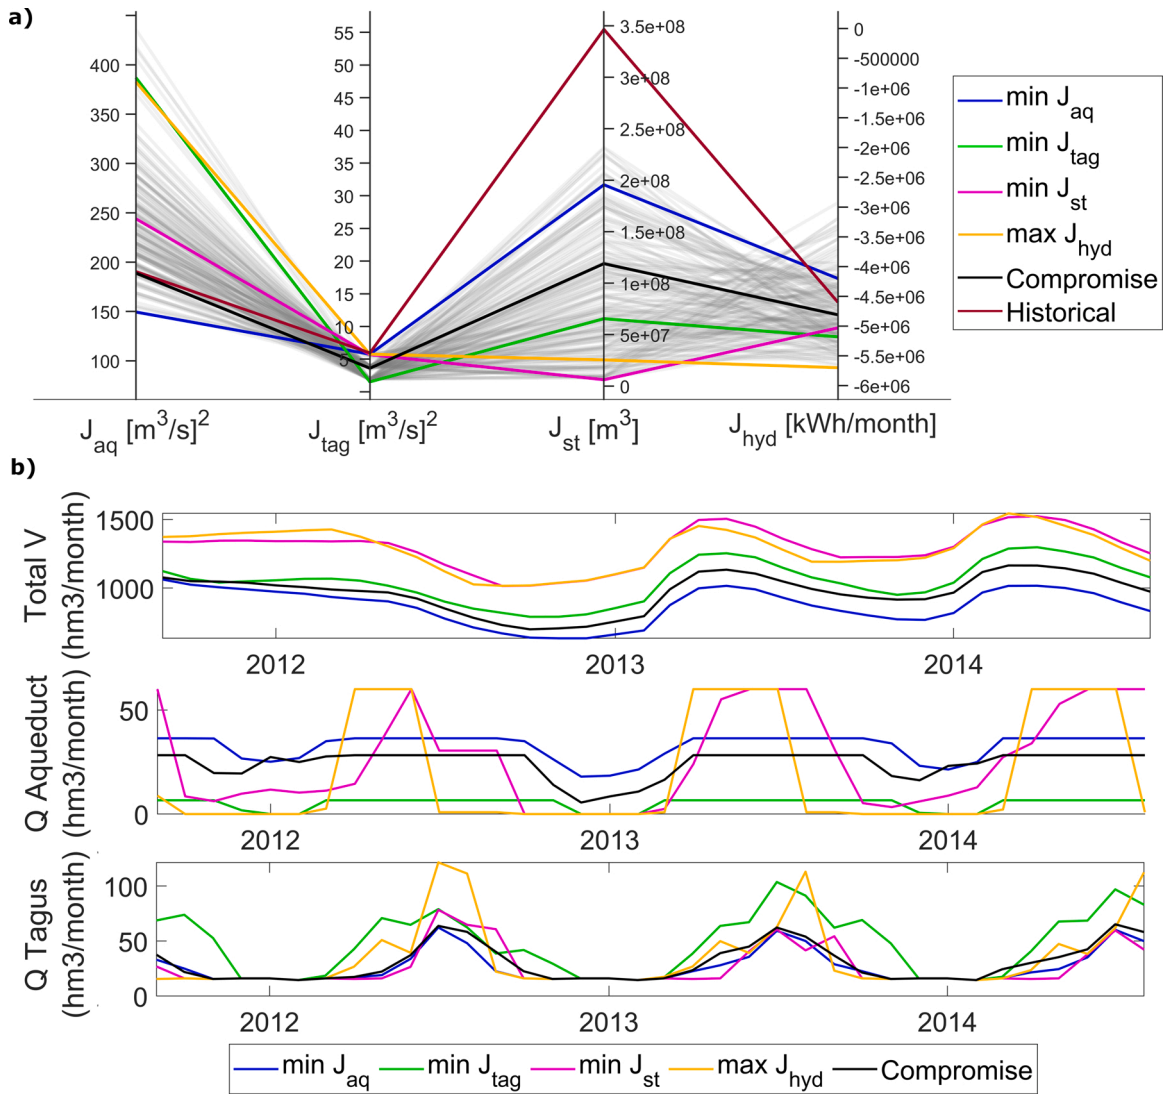 a)
400
350
300
250
200
150
100
55
50
45
40
35
30
25
20
15
10
5
3.5e+08
3e+08
2.5e+08
2e+08
1.5e+08
1e+08
5e+07
0
0
-500000
-1e+06
-1.5e+06
-2e+06
-2.5e+06
-3e+06
-3.5e+06
-4e+06
-4.5e+06
-5e+06
-5.5e+06
-6e+06
J_aq [m^3/s]^2
J_tag [m^3/s]^2
J_st [m^3]
J_hyd [kWh/month]
min J_aq
min J_tag
min J_st
max J_hyd
Compromise
Historical
b)
Total V
(hm3/month)
1500
1000
2012 2013 2014
Q Aqueduct
(hm3/month)
50
0
2012 2013 2014
Q Tagus
(hm3/month)
100
50
0
2012 2013 2014
min J_aq min J_tag min J_st max J_hyd Compromise